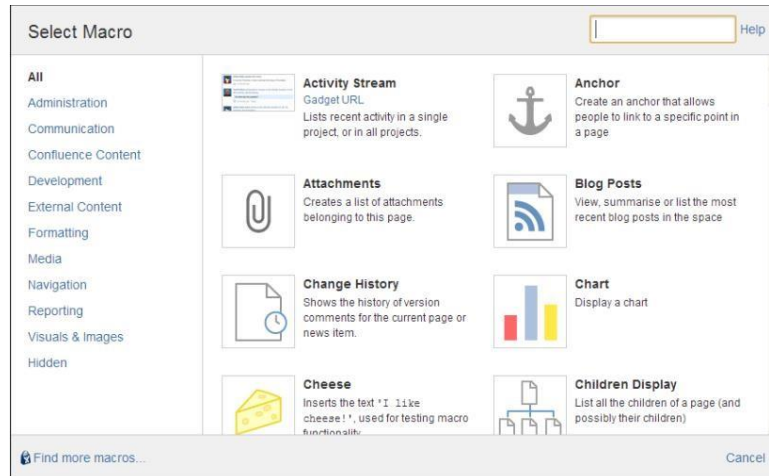 Select Macro
Help
All
Administration
Communication
Confluence Content
Development
External Content
Formatting
Media
Navigation
Reporting
Visuals & Images
Hidden
Activity Stream
Gadget URL
Lists recent activity in a single
project, or in all projects.
Anchor
Create an anchor that allows
people to link to a specific point in
a page
Attachments
Creates a list of attachments
belonging to this page.
Blog Posts
View, summarise or list the most
recent blog posts in the space
Change History
Shows the history of version
comments for the current page or
news item.
Chart
Display a chart
Cheese
Inserts the text "I like
cheese!", used for testing macro
functionality
Children Display
List all the children of a page (and
possibly their children)
Find more macros...
Cancel